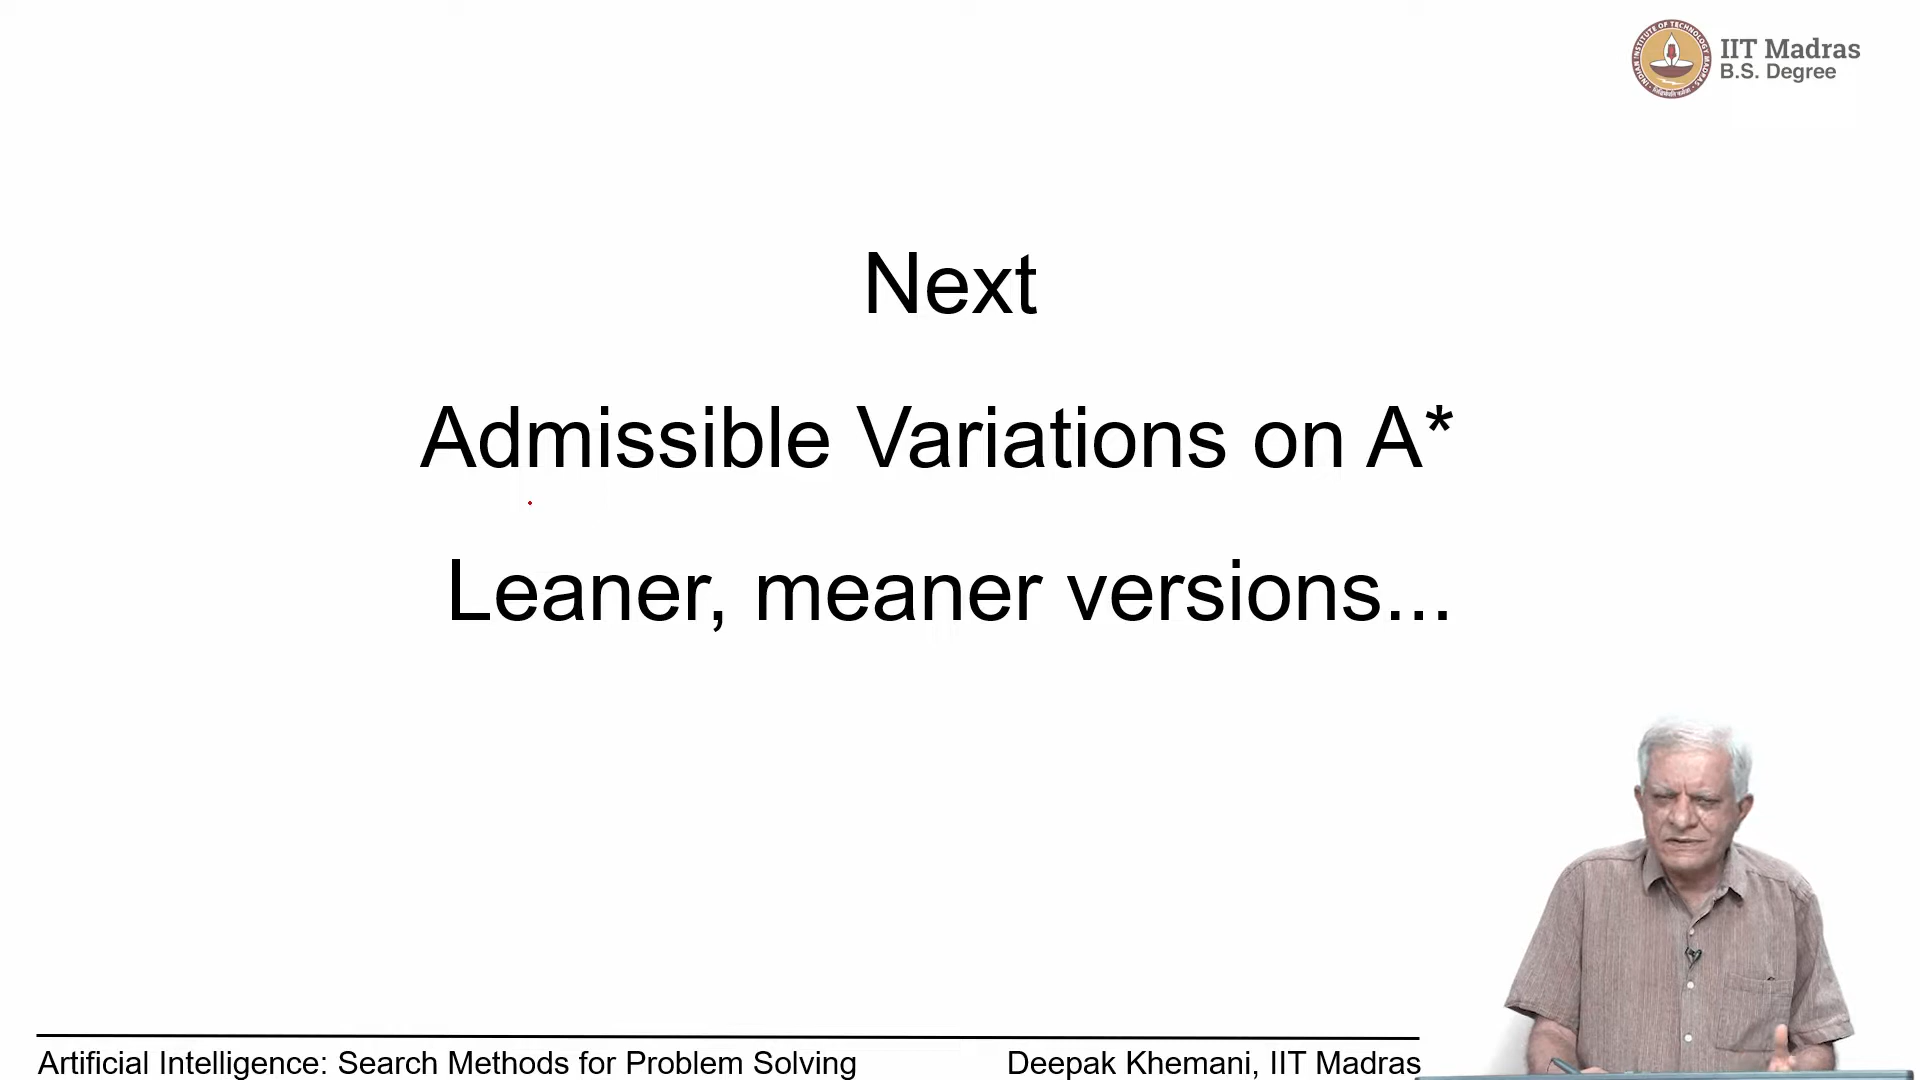 IIT Madras
B.S. Degree
Next
Admissible Variations on A*
Leaner, meaner versions...
Artificial Intelligence: Search Methods for Problem Solving
Deepak Khemani, IIT Madras